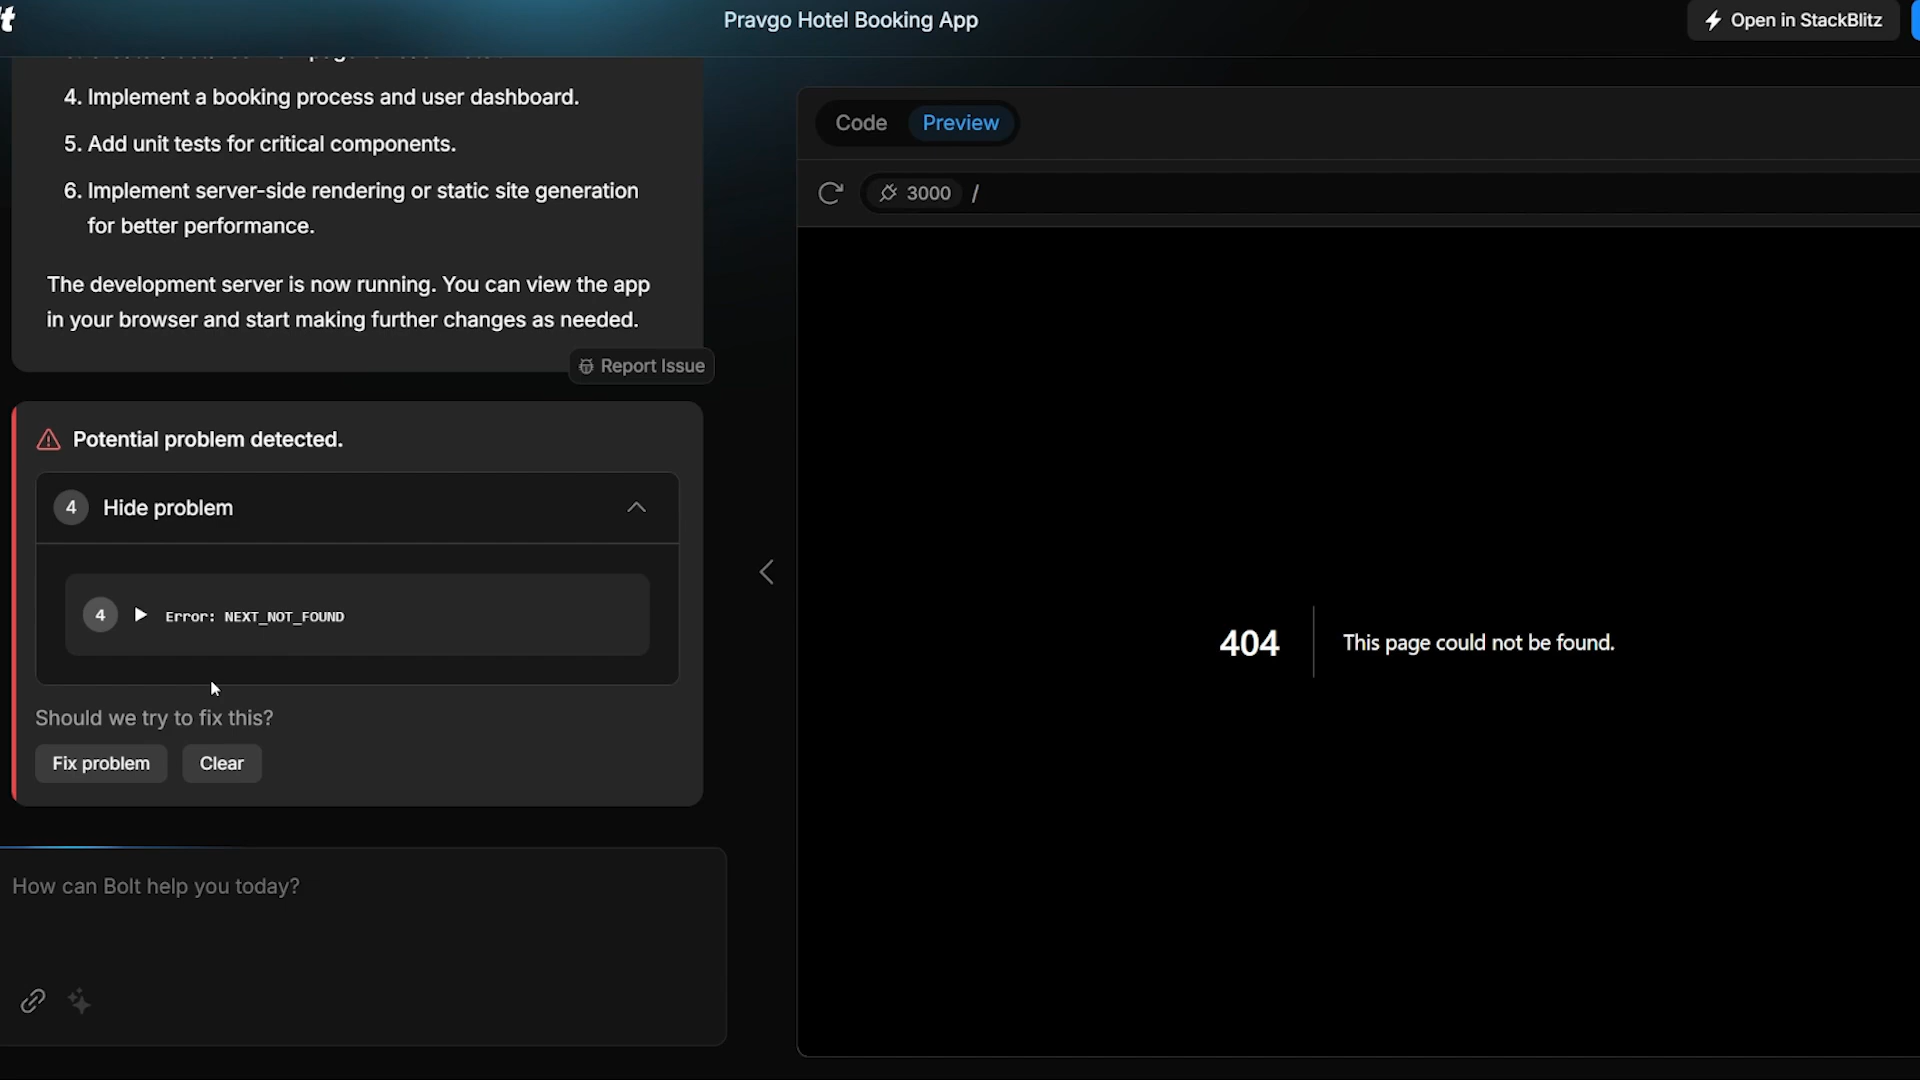 Pravgo Hotel Booking App
Open in StackBlitz
4. Implement a booking process and user dashboard.
5. Add unit tests for critical components.
6. Implement server-side rendering or static site generation
for better performance.
The development server is now running. You can view the app
in your browser and start making further changes as needed.
Report Issue
Potential problem detected.
4 Hide problem
4 Error: NEXT_NOT_FOUND
Should we try to fix this?
Fix problem Clear
How can Bolt help you today?
Code Preview
3000 /
404 This page could not be found.